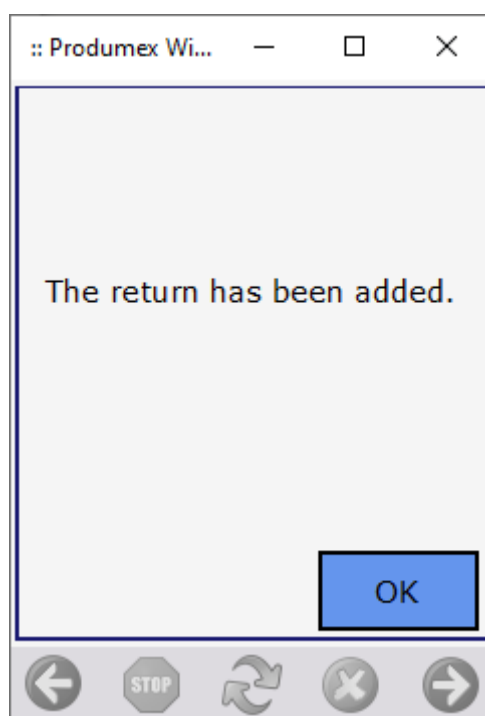 :: Produmex Wi...
The return has been added.
OK
STOP